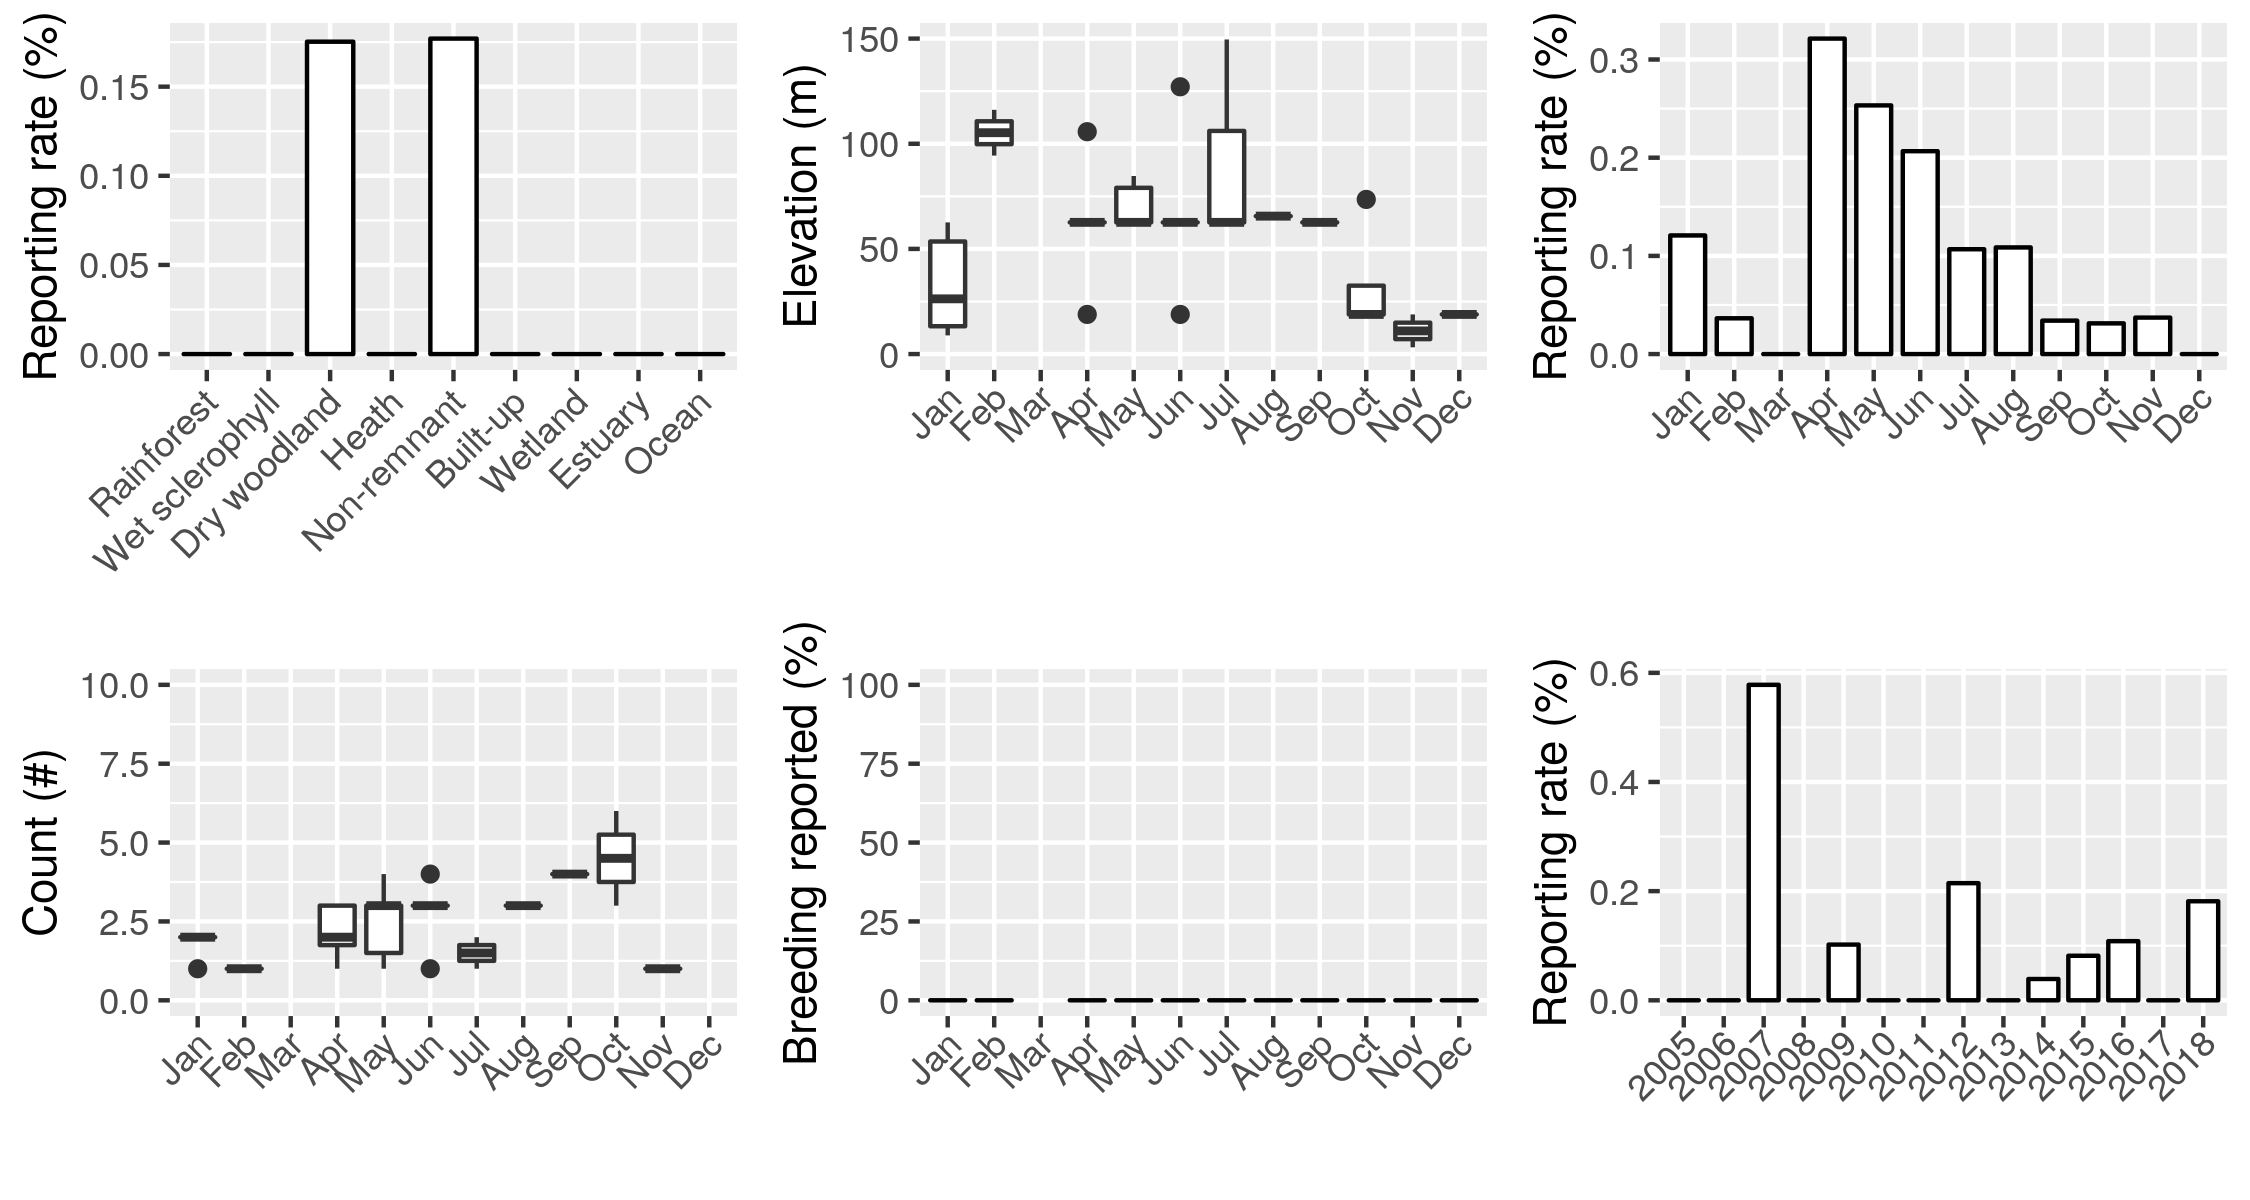 Reporting rate (%)
0.15
0.10
0.05
0.00
Rainforest
Wet sclerophyll
Dry woodland
Heath
Non-remnant
Built-up
Wetland
Estuary
Ocean
Elevation (m)
150
100
50
0
Jan
Feb
Mar
Apr
May
Jun
Jul
Aug
Sep
Oct
Nov
Dec
Reporting rate (%)
0.3
0.2
0.1
0.0
Jan
Feb
Mar
Apr
May
Jun
Jul
Aug
Sep
Oct
Nov
Dec
Count (#)
10.0
7.5
5.0
2.5
0.0
Jan
Feb
Mar
Apr
May
Jun
Jul
Aug
Sep
Oct
Nov
Dec
Breeding reported (%)
100
75
50
25
0
Jan
Feb
Mar
Apr
May
Jun
Jul
Aug
Sep
Oct
Nov
Dec
Reporting rate (%)
0.6
0.4
0.2
0.0
2005
2006
2007
2008
2009
2010
2011
2012
2013
2014
2015
2016
2017
2018